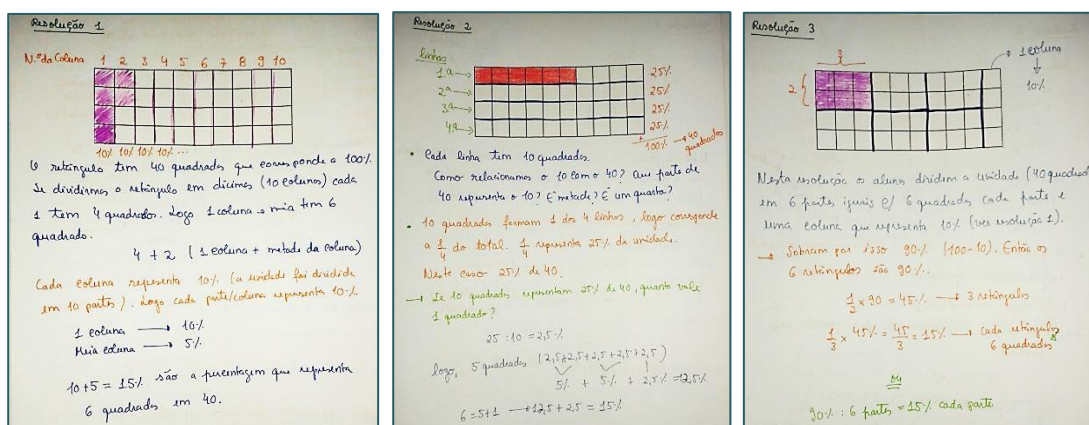 Resolução 1
N.º da Coluna 1 2 3 4 5 6 7 8 9 10
10% 10% 10% 10% ...
O retângulo tem 40 quadrados que corresponde a 100%.
Se dividirmos o retângulo em décimas (10 colunas) cada
1 tem 4 quadrados. Logo 1 coluna e meia tem 6
quadrado.
4 + 2 (1 coluna + metade da coluna)
Cada coluna representa 10% (a unidade foi dividida
em 10 partes). Logo cada parte/coluna representa 10%.
1 coluna → 10%
Meia coluna → 5%
10+5 = 15% são a percentagem que representa
6 quadrados em 40.
Resolução 2
linhas
1.ª → 25%
2ª → 25%
3ª → 25%
4ª → 25%
+
100% → 40
quadrados
• Cada linha tem 10 quadrados.
Como relacionamos o 10 com o 40? Que parte de
40 representa o 10? É metade? É um quarto?
• 10 quadrados formam 1 das 4 linhas, logo corresponde
a 1/4 do total. 1/4 representa 25% da unidade.
Neste caso 25% de 40.
→ Se 10 quadrados representam 25% de 40, quanto vale
1 quadrado?
25 : 10 = 2,5%
logo, 5 quadrados (2,5+2,5+2,5+2,5+2,5)
5% + 5% + 2,5% = 12,5%
6 = 5+1 → 12,5 + 2,5 = 15%
Resolução 3
3
→ 1 coluna
↓
10%
2
Nesta resolução os alunos dividem a unidade (40 quadrados
em 6 partes iguais c/ 6 quadrados cada parte e
uma coluna que representa 10% (ver resolução 1).
→ Sobram por isso 90% (100-10). Então os
6 retângulos são 90%.
1/2 × 90 = 45% → 3 retângulos
1/3 × 45% = 45/3 = 15% → cada retângulo
6 quadrados
ou
90% : 6 partes = 15% cada parte